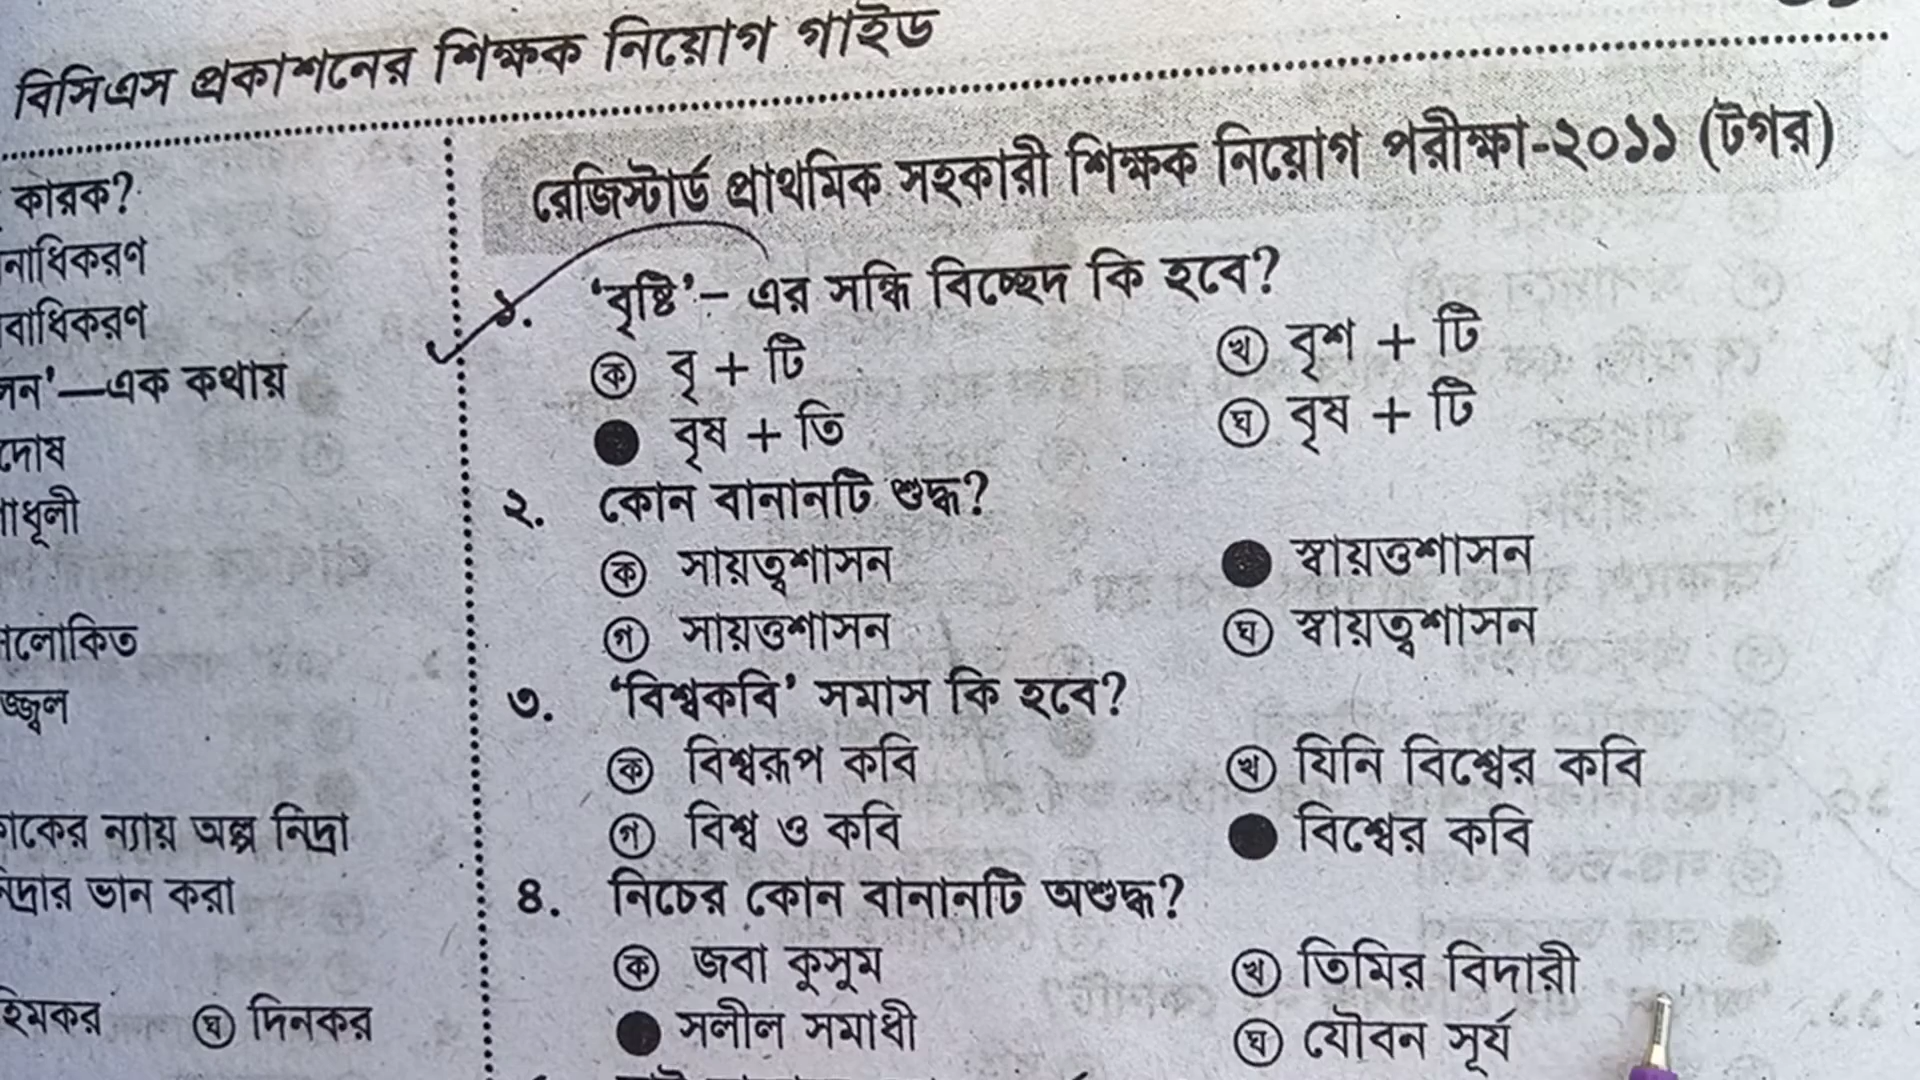 বিসিএস প্রকাশনের শিক্ষক নিয়োগ গাইড
কারক?
নাধিকরণ
বাধিকরণ
নন'—এক কথায়
দোষ
াধূলী
লোকিত
জ্জ্বল
াকের ন্যায় অল্প নিদ্রা
নিদ্রার ভান করা
হিমকর ঘ দিনকর
রেজিস্টার্ড প্রাথমিক সহকারী শিক্ষক নিয়োগ পরীক্ষা-২০১১ (টগর)
১. 'বৃষ্টি'– এর সন্ধি বিচ্ছেদ কি হবে?
ক বৃ + টি খ বৃশ + টি
বৃষ + তি ঘ বৃষ + টি
২. কোন বানানটি শুদ্ধ?
ক সায়ত্বশাসন স্বায়ত্তশাসন
গ সায়ত্তশাসন ঘ স্বায়ত্বশাসন
৩. 'বিশ্বকবি' সমাস কি হবে?
ক বিশ্বরূপ কবি খ যিনি বিশ্বের কবি
গ বিশ্ব ও কবি বিশ্বের কবি
৪. নিচের কোন বানানটি অশুদ্ধ?
ক জবা কুসুম খ তিমির বিদারী
সলীল সমাধী ঘ যৌবন সূর্য